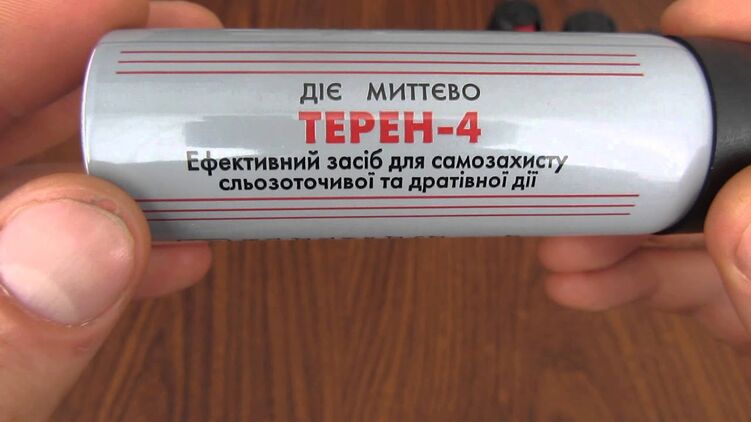 ДІЄ МИТТЄВО
ТЕРЕН-4
Ефективний засіб для самозахисту
сльозоточивої та дратівної дії